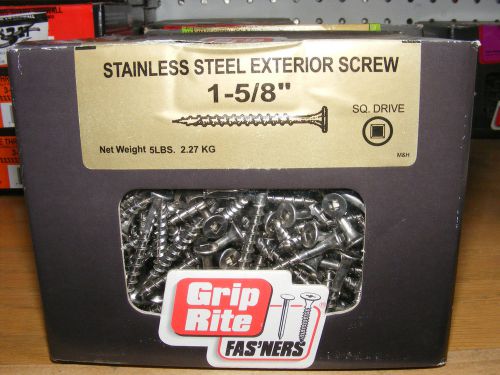 STAINLESS STEEL EXTERIOR SCREW
1-5/8"
SQ. DRIVE
Net Weight 5LBS. 2.27 KG
M&H
Grip
Rite
FAS'NERS